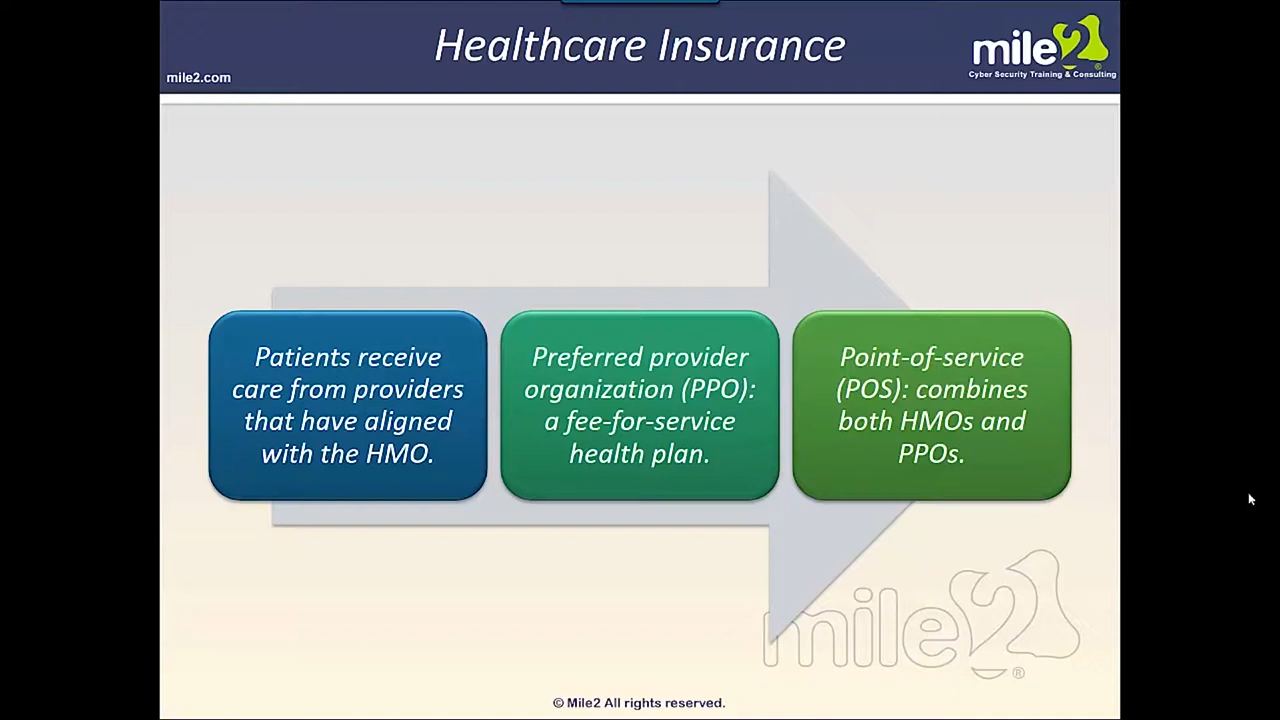 Healthcare Insurance
mile2.com
mile2
®
Cyber Security Training & Consulting
Patients receive
care from providers
that have aligned
with the HMO.
Preferred provider
organization (PPO):
a fee-for-service
health plan.
Point-of-service
(POS): combines
both HMOs and
PPOs.
mile2
®
© Mile2 All rights reserved.